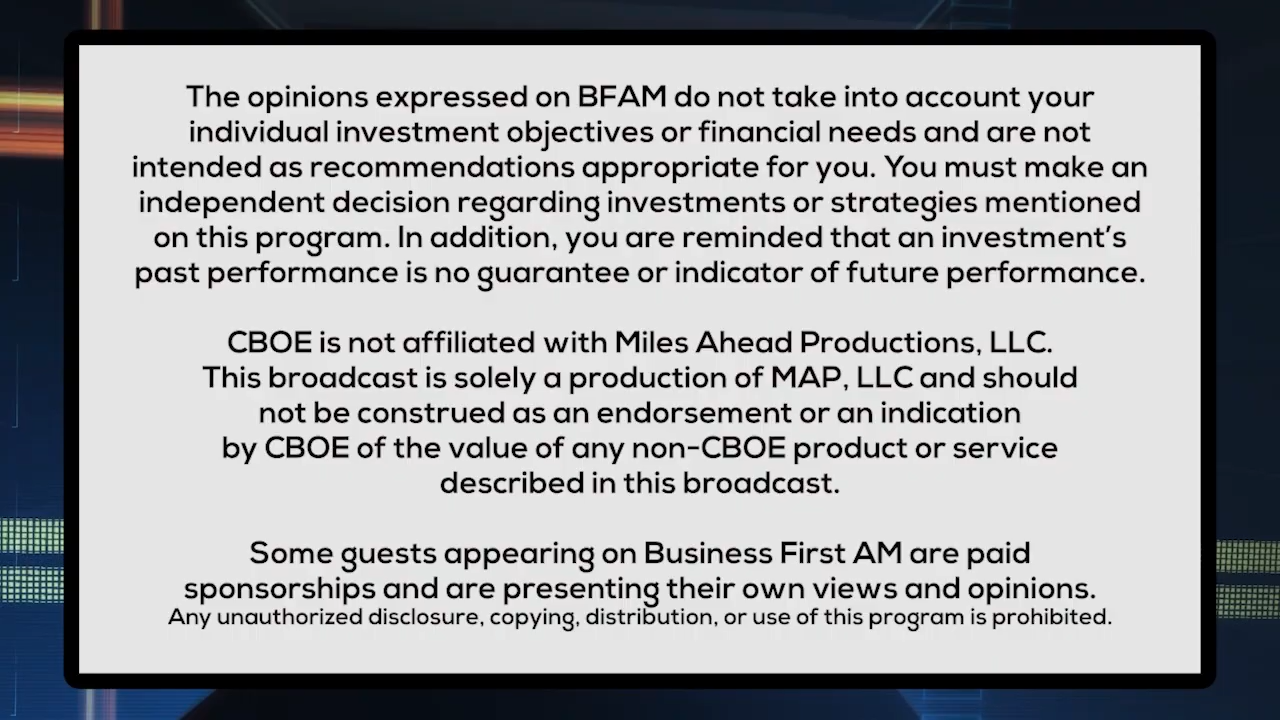 The opinions expressed on BFAM do not take into account your
individual investment objectives or financial needs and are not
intended as recommendations appropriate for you. You must make an
independent decision regarding investments or strategies mentioned
on this program. In addition, you are reminded that an investment's
past performance is no guarantee or indicator of future performance.
CBOE is not affiliated with Miles Ahead Productions, LLC.
This broadcast is solely a production of MAP, LLC and should
not be construed as an endorsement or an indication
by CBOE of the value of any non-CBOE product or service
described in this broadcast.
Some guests appearing on Business First AM are paid
sponsorships and are presenting their own views and opinions.
Any unauthorized disclosure, copying, distribution, or use of this program is prohibited.